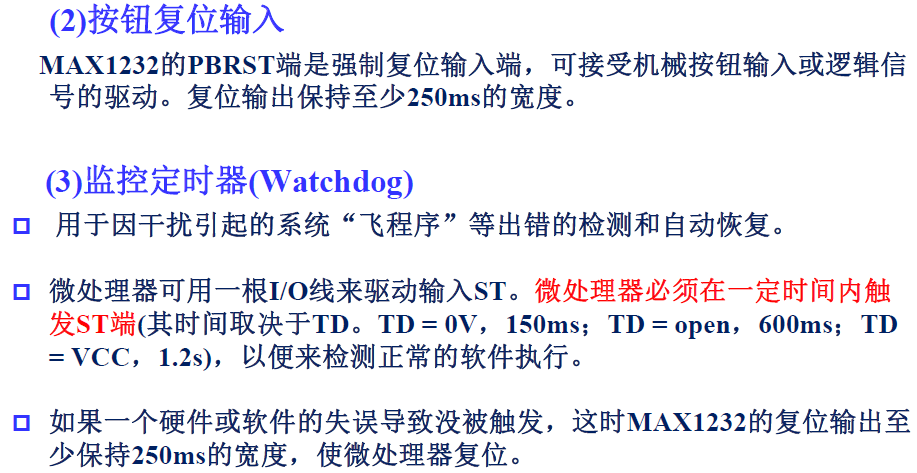 (2)按钮复位输入
MAX1232的PBRST端是强制复位输入端，可接受机械按钮输入或逻辑信
号的驱动。复位输出保持至少250ms的宽度。
(3)监控定时器(Watchdog)
用于因干扰引起的系统“飞程序”等出错的检测和自动恢复。
微处理器可用一根I/O线来驱动输入ST。微处理器必须在一定时间内触
发ST端(其时间取决于TD。TD = 0V，150ms；TD = open，600ms；TD
= VCC，1.2s)，以便来检测正常的软件执行。
如果一个硬件或软件的失误导致没被触发，这时MAX1232的复位输出至
少保持250ms的宽度，使微处理器复位。